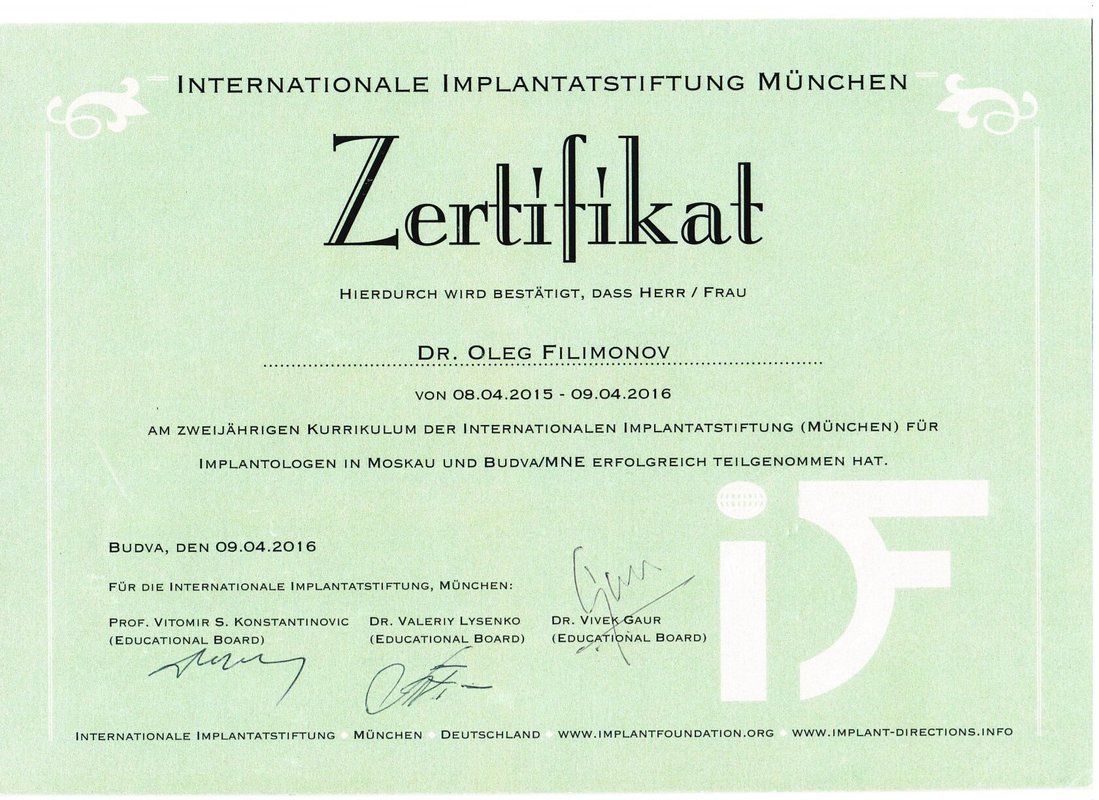 INTERNATIONALE IMPLANTATSTIFTUNG MÜNCHEN
Zertifikat
HIERDURCH WIRD BESTÄTIGT, DASS HERR / FRAU
DR. OLEG FILIMONOV
VON 08.04.2015 - 09.04.2016
AM ZWEIJÄHRIGEN KURRIKULUM DER INTERNATIONALEN IMPLANTATSTIFTUNG (MÜNCHEN) FÜR
IMPLANTOLOGEN IN MOSKAU UND BUDVA/MNE ERFOLGREICH TEILGENOMMEN HAT.
iF
BUDVA, DEN 09.04.2016
FÜR DIE INTERNATIONALE IMPLANTATSTIFTUNG, MÜNCHEN:
PROF. VITOMIR S. KONSTANTINOVIC DR. VALERIY LYSENKO DR. VIVEK GAUR
(EDUCATIONAL BOARD) (EDUCATIONAL BOARD) (EDUCATIONAL BOARD)
INTERNATIONALE IMPLANTATSTIFTUNG MÜNCHEN DEUTSCHLAND WWW.IMPLANTFOUNDATION.ORG WWW.IMPLANT-DIRECTIONS.INFO